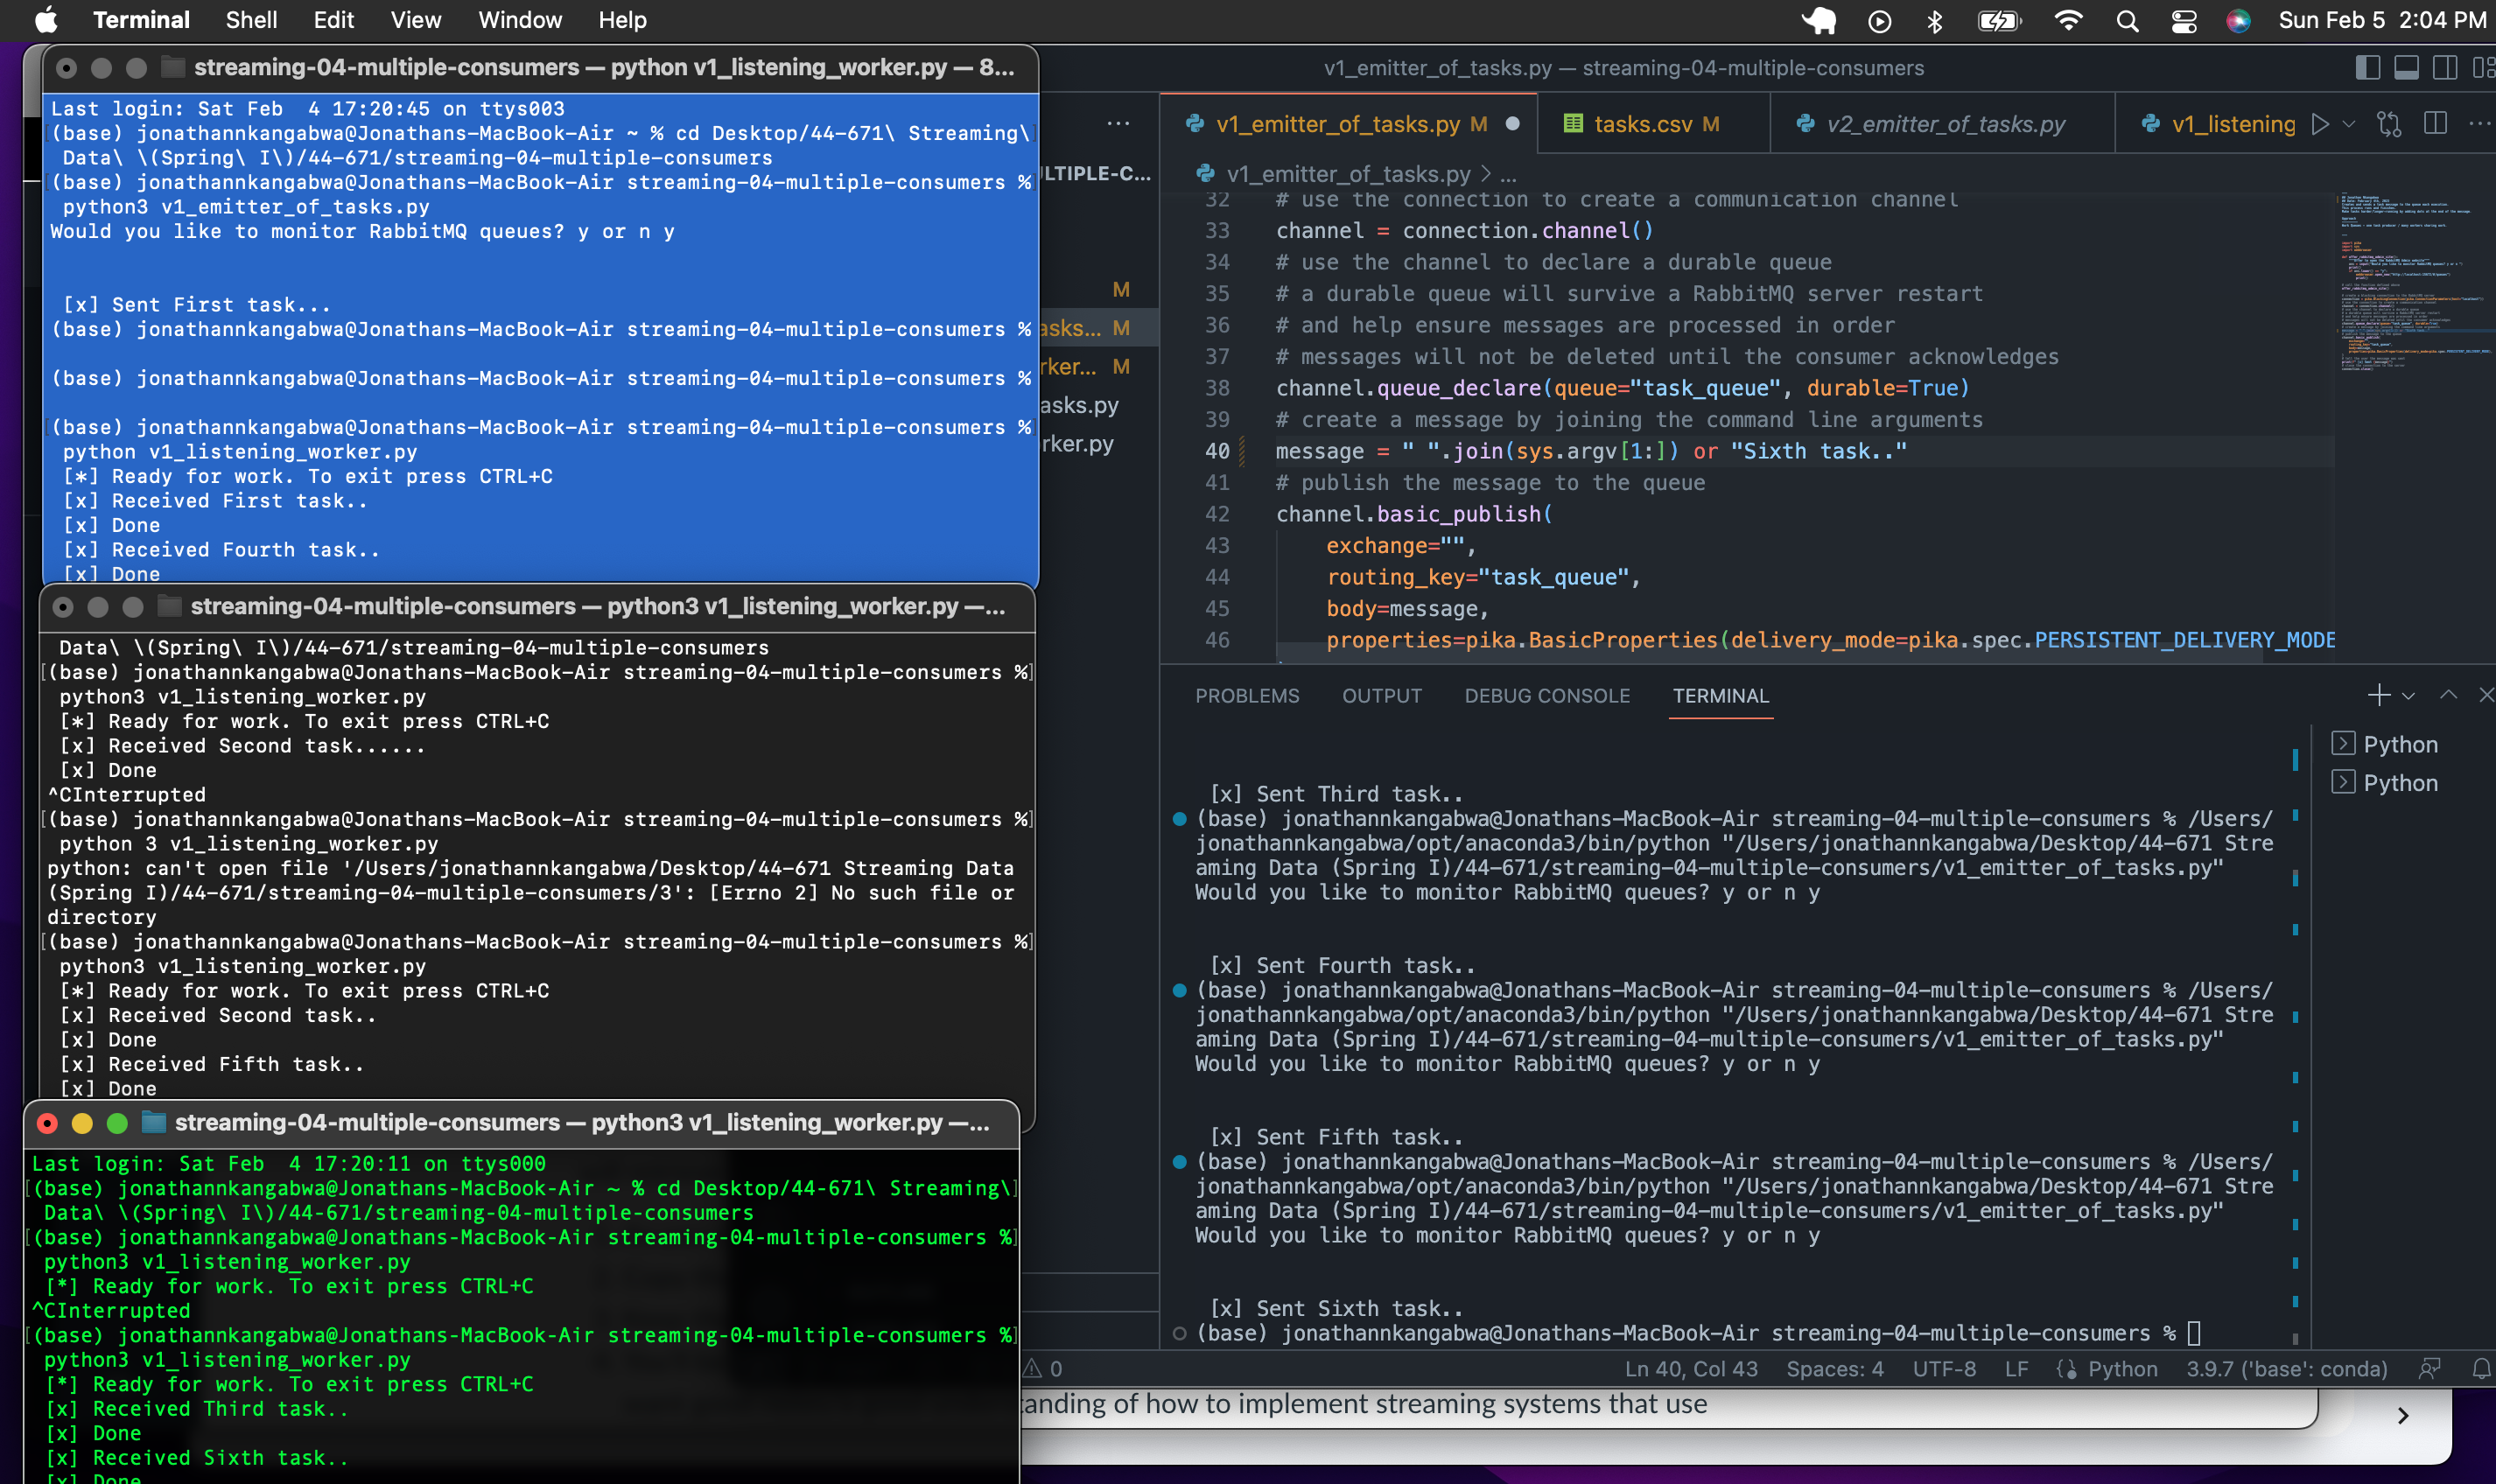 Terminal Shell Edit View Window Help
Sun Feb 5 2:04 PM
streaming-04-multiple-consumers — python v1_listening_worker.py — 8...
Last login: Sat Feb  4 17:20:45 on ttys003
[(base) jonathannkangabwa@Jonathans-MacBook-Air ~ % cd Desktop/44-671\ Streaming\]
 Data\ \(Spring\ I\)/44-671/streaming-04-multiple-consumers
[(base) jonathannkangabwa@Jonathans-MacBook-Air streaming-04-multiple-consumers %]
 python3 v1_emitter_of_tasks.py
Would you like to monitor RabbitMQ queues? y or n y
 [x] Sent First task...
(base) jonathannkangabwa@Jonathans-MacBook-Air streaming-04-multiple-consumers %
(base) jonathannkangabwa@Jonathans-MacBook-Air streaming-04-multiple-consumers %
[(base) jonathannkangabwa@Jonathans-MacBook-Air streaming-04-multiple-consumers %
 python v1_listening_worker.py
 [*] Ready for work. To exit press CTRL+C
 [x] Received First task..
 [x] Done
 [x] Received Fourth task..
 [x] Done
streaming-04-multiple-consumers — python3 v1_listening_worker.py —...
 Data\ \(Spring\ I\)/44-671/streaming-04-multiple-consumers
[(base) jonathannkangabwa@Jonathans-MacBook-Air streaming-04-multiple-consumers %]
 python3 v1_listening_worker.py
 [*] Ready for work. To exit press CTRL+C
 [x] Received Second task......
 [x] Done
^CInterrupted
[(base) jonathannkangabwa@Jonathans-MacBook-Air streaming-04-multiple-consumers %]
 python 3 v1_listening_worker.py
python: can't open file '/Users/jonathannkangabwa/Desktop/44-671 Streaming Data
(Spring I)/44-671/streaming-04-multiple-consumers/3': [Errno 2] No such file or
directory
[(base) jonathannkangabwa@Jonathans-MacBook-Air streaming-04-multiple-consumers %]
 python3 v1_listening_worker.py
 [*] Ready for work. To exit press CTRL+C
 [x] Received Second task..
 [x] Done
 [x] Received Fifth task..
 [x] Done
streaming-04-multiple-consumers — python3 v1_listening_worker.py —...
Last login: Sat Feb  4 17:20:11 on ttys000
[(base) jonathannkangabwa@Jonathans-MacBook-Air ~ % cd Desktop/44-671\ Streaming\]
 Data\ \(Spring\ I\)/44-671/streaming-04-multiple-consumers
[(base) jonathannkangabwa@Jonathans-MacBook-Air streaming-04-multiple-consumers %]
 python3 v1_listening_worker.py
 [*] Ready for work. To exit press CTRL+C
^CInterrupted
[(base) jonathannkangabwa@Jonathans-MacBook-Air streaming-04-multiple-consumers %]
 python3 v1_listening_worker.py
 [*] Ready for work. To exit press CTRL+C
 [x] Received Third task..
 [x] Done
 [x] Received Sixth task..
 [x] Done
v1_emitter_of_tasks.py — streaming-04-multiple-consumers
...
LTIPLE-C...
M
asks... M
rker... M
asks.py
rker.py
v1_emitter_of_tasks.py M
tasks.csv M
v2_emitter_of_tasks.py
v1_listening
v1_emitter_of_tasks.py > ...
32 # use the connection to create a communication channel
33 channel = connection.channel()
34 # use the channel to declare a durable queue
35 # a durable queue will survive a RabbitMQ server restart
36 # and help ensure messages are processed in order
37 # messages will not be deleted until the consumer acknowledges
38 channel.queue_declare(queue="task_queue", durable=True)
39 # create a message by joining the command line arguments
40 message = " ".join(sys.argv[1:]) or "Sixth task.."
41 # publish the message to the queue
42 channel.basic_publish(
43     exchange="",
44     routing_key="task_queue",
45     body=message,
46     properties=pika.BasicProperties(delivery_mode=pika.spec.PERSISTENT_DELIVERY_MODE
PROBLEMS OUTPUT DEBUG CONSOLE TERMINAL
Python
Python
 [x] Sent Third task..
(base) jonathannkangabwa@Jonathans-MacBook-Air streaming-04-multiple-consumers % /Users/
jonathannkangabwa/opt/anaconda3/bin/python "/Users/jonathannkangabwa/Desktop/44-671 Stre
aming Data (Spring I)/44-671/streaming-04-multiple-consumers/v1_emitter_of_tasks.py"
Would you like to monitor RabbitMQ queues? y or n y
 [x] Sent Fourth task..
(base) jonathannkangabwa@Jonathans-MacBook-Air streaming-04-multiple-consumers % /Users/
jonathannkangabwa/opt/anaconda3/bin/python "/Users/jonathannkangabwa/Desktop/44-671 Stre
aming Data (Spring I)/44-671/streaming-04-multiple-consumers/v1_emitter_of_tasks.py"
Would you like to monitor RabbitMQ queues? y or n y
 [x] Sent Fifth task..
(base) jonathannkangabwa@Jonathans-MacBook-Air streaming-04-multiple-consumers % /Users/
jonathannkangabwa/opt/anaconda3/bin/python "/Users/jonathannkangabwa/Desktop/44-671 Stre
aming Data (Spring I)/44-671/streaming-04-multiple-consumers/v1_emitter_of_tasks.py"
Would you like to monitor RabbitMQ queues? y or n y
 [x] Sent Sixth task..
(base) jonathannkangabwa@Jonathans-MacBook-Air streaming-04-multiple-consumers %
0 Ln 40, Col 43 Spaces: 4 UTF-8 LF Python 3.9.7 ('base': conda)
tanding of how to implement streaming systems that use